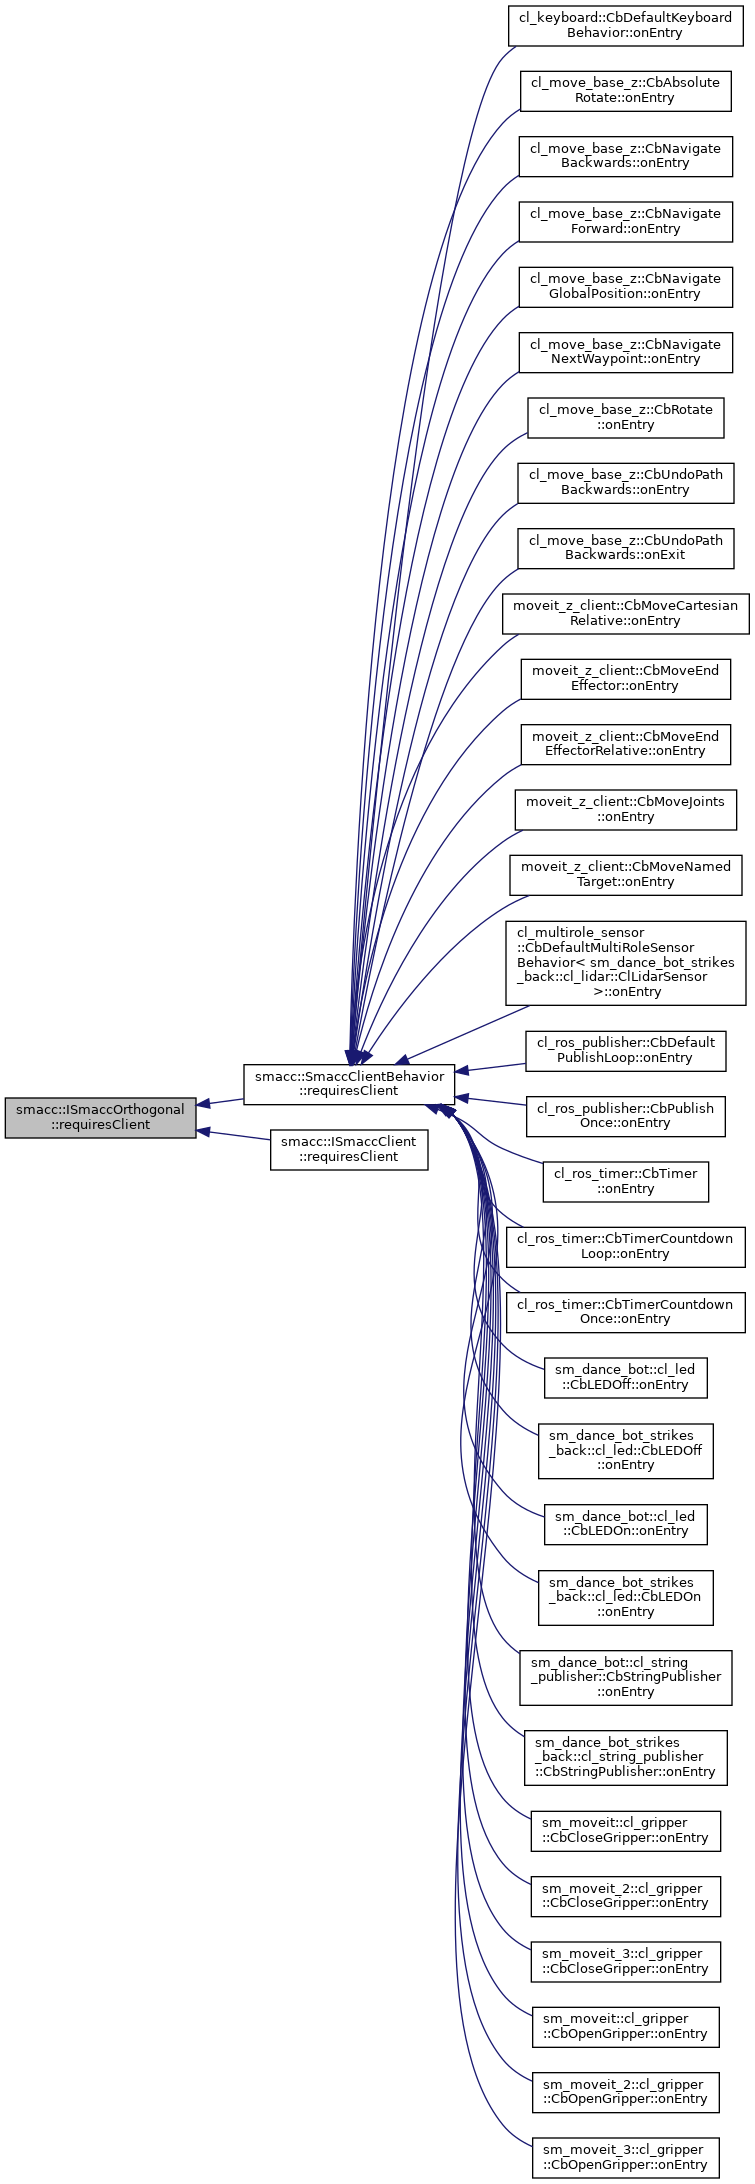 cl_keyboard::CbDefaultKeyboard
Behavior::onEntry
cl_move_base_z::CbAbsolute
Rotate::onEntry
cl_move_base_z::CbNavigate
Backwards::onEntry
cl_move_base_z::CbNavigate
Forward::onEntry
cl_move_base_z::CbNavigate
GlobalPosition::onEntry
cl_move_base_z::CbNavigate
NextWaypoint::onEntry
cl_move_base_z::CbRotate
::onEntry
cl_move_base_z::CbUndoPath
Backwards::onEntry
cl_move_base_z::CbUndoPath
Backwards::onExit
moveit_z_client::CbMoveCartesian
Relative::onEntry
moveit_z_client::CbMoveEnd
Effector::onEntry
moveit_z_client::CbMoveEnd
EffectorRelative::onEntry
moveit_z_client::CbMoveJoints
::onEntry
moveit_z_client::CbMoveNamed
Target::onEntry
cl_multirole_sensor
::CbDefaultMultiRoleSensor
Behavior< sm_dance_bot_strikes
_back::cl_lidar::ClLidarSensor
>::onEntry
cl_ros_publisher::CbDefault
PublishLoop::onEntry
smacc::SmaccClientBehavior
::requiresClient
smacc::ISmaccOrthogonal
::requiresClient
cl_ros_publisher::CbPublish
Once::onEntry
smacc::ISmaccClient
::requiresClient
cl_ros_timer::CbTimer
::onEntry
cl_ros_timer::CbTimerCountdown
Loop::onEntry
cl_ros_timer::CbTimerCountdown
Once::onEntry
sm_dance_bot::cl_led
::CbLEDOff::onEntry
sm_dance_bot_strikes
_back::cl_led::CbLEDOff
::onEntry
sm_dance_bot::cl_led
::CbLEDOn::onEntry
sm_dance_bot_strikes
_back::cl_led::CbLEDOn
::onEntry
sm_dance_bot::cl_string
_publisher::CbStringPublisher
::onEntry
sm_dance_bot_strikes
_back::cl_string_publisher
::CbStringPublisher::onEntry
sm_moveit::cl_gripper
::CbCloseGripper::onEntry
sm_moveit_2::cl_gripper
::CbCloseGripper::onEntry
sm_moveit_3::cl_gripper
::CbCloseGripper::onEntry
sm_moveit::cl_gripper
::CbOpenGripper::onEntry
sm_moveit_2::cl_gripper
::CbOpenGripper::onEntry
sm_moveit_3::cl_gripper
::CbOpenGripper::onEntry